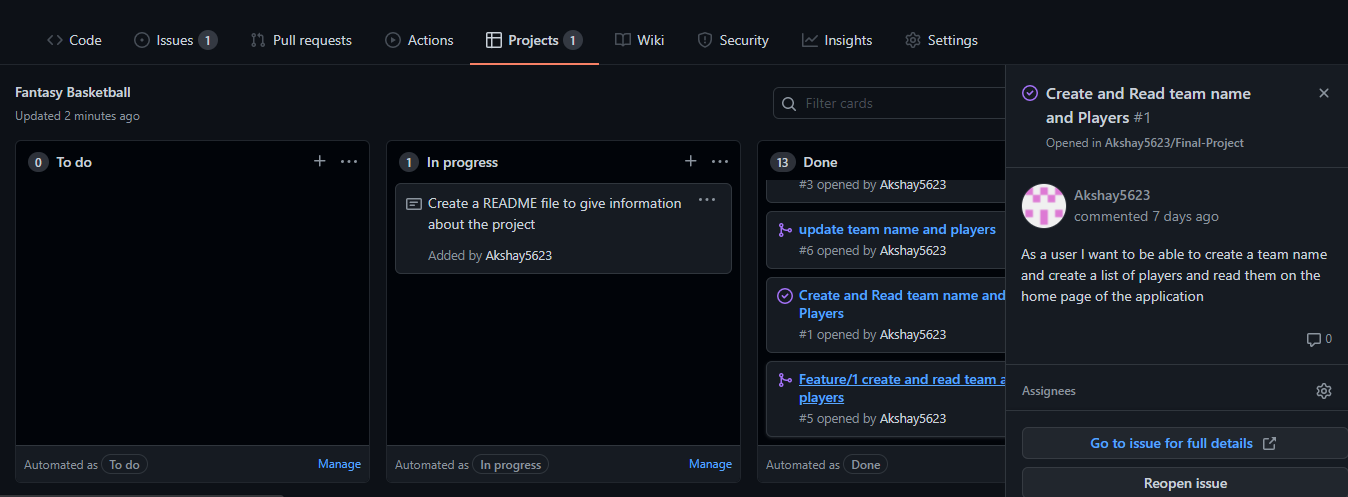 Code
Issues 1
Pull requests
Actions
Projects 1
Wiki
Security
Insights
Settings
Fantasy Basketball
Updated 2 minutes ago
Filter cards
0 To do
Automated as To do
Manage
1 In progress
Create a README file to give information
about the project
Added by Akshay5623
Automated as In progress
Manage
13 Done
#3 opened by Akshay5623
update team name and players
#6 opened by Akshay5623
Create and Read team name and
Players
#1 opened by Akshay5623
Feature/1 create and read team a
players
#5 opened by Akshay5623
Automated as Done
Create and Read team name
and Players #1
Opened in Akshay5623/Final-Project
Akshay5623
commented 7 days ago
As a user I want to be able to create a team name
and create a list of players and read them on the
home page of the application
0
Assignees
Go to issue for full details
Reopen issue